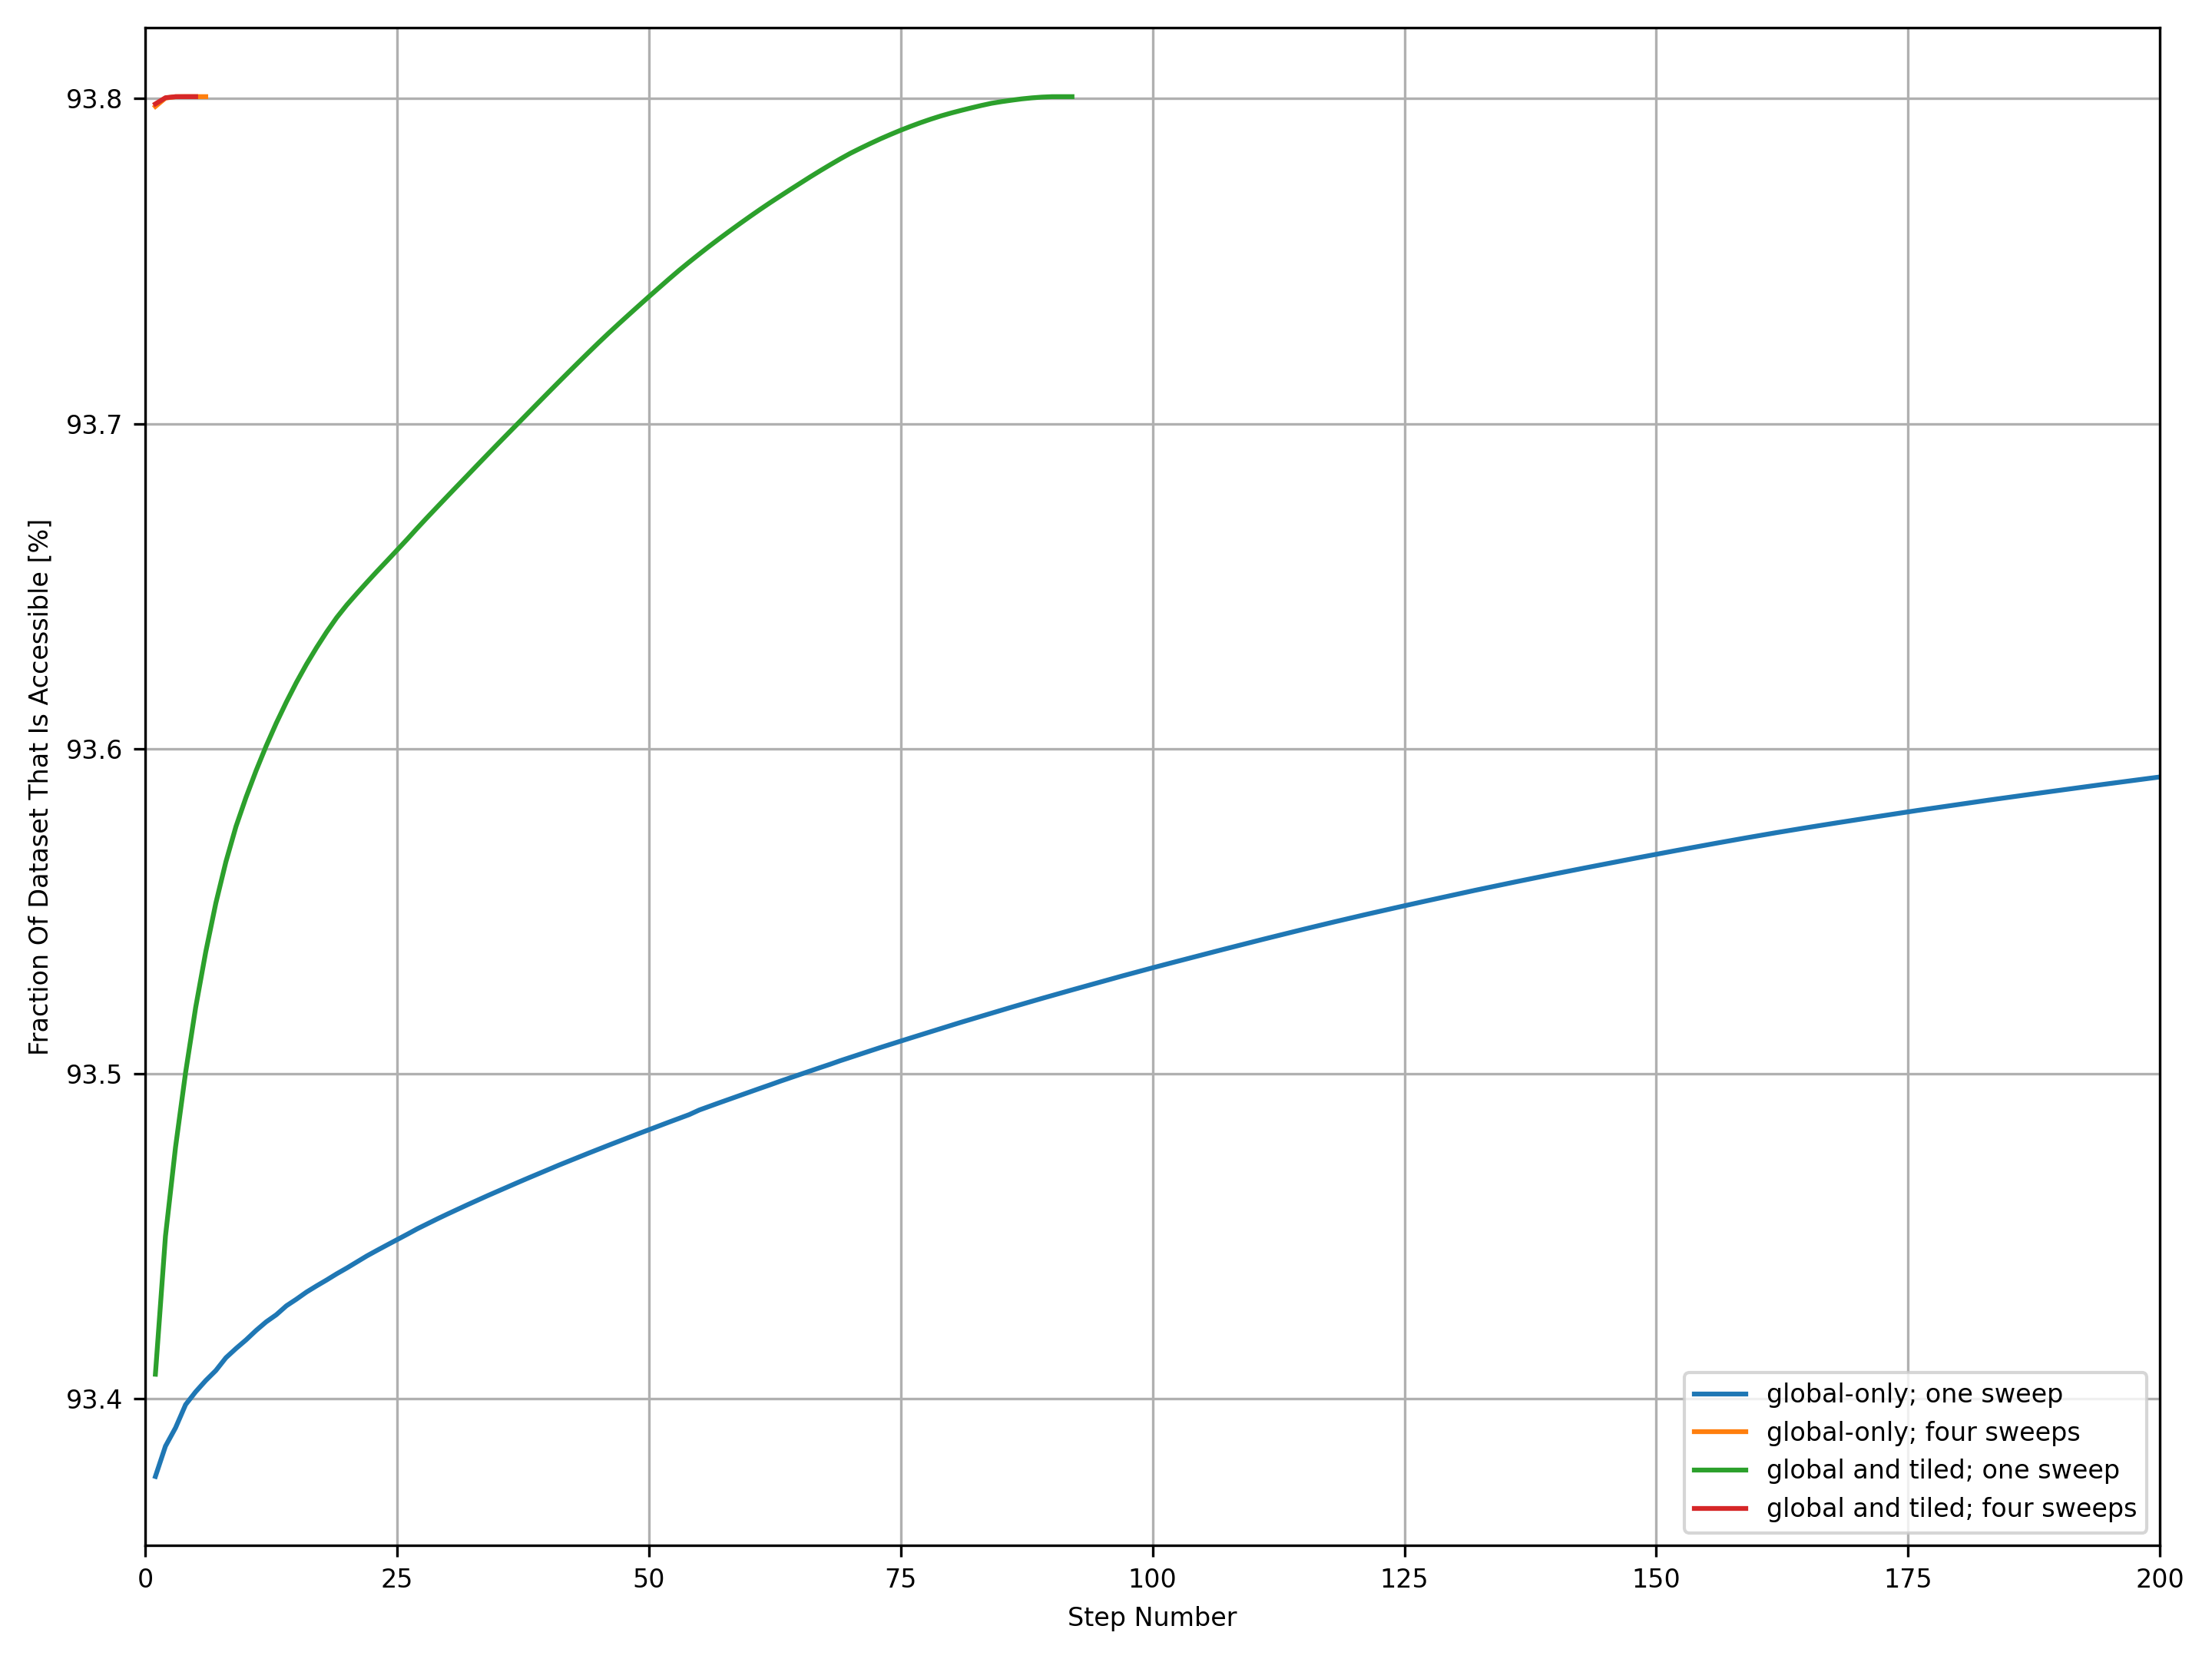 93.8
93.7
93.6
93.5
93.4
Fraction Of Dataset That Is Accessible [%]
0 25 50 75 100 125 150 175 200
Step Number
global-only; one sweep
global-only; four sweeps
global and tiled; one sweep
global and tiled; four sweeps